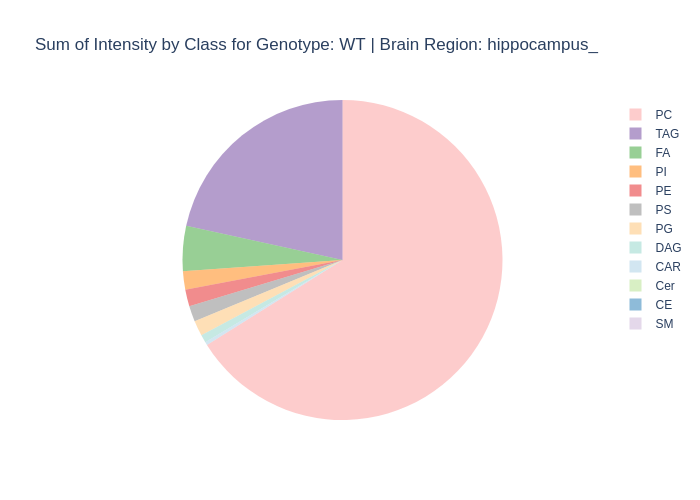 Sum of Intensity by Class for Genotype: WT | Brain Region: hippocampus_
PC
TAG
FA
PI
PE
PS
PG
DAG
CAR
Cer
CE
SM